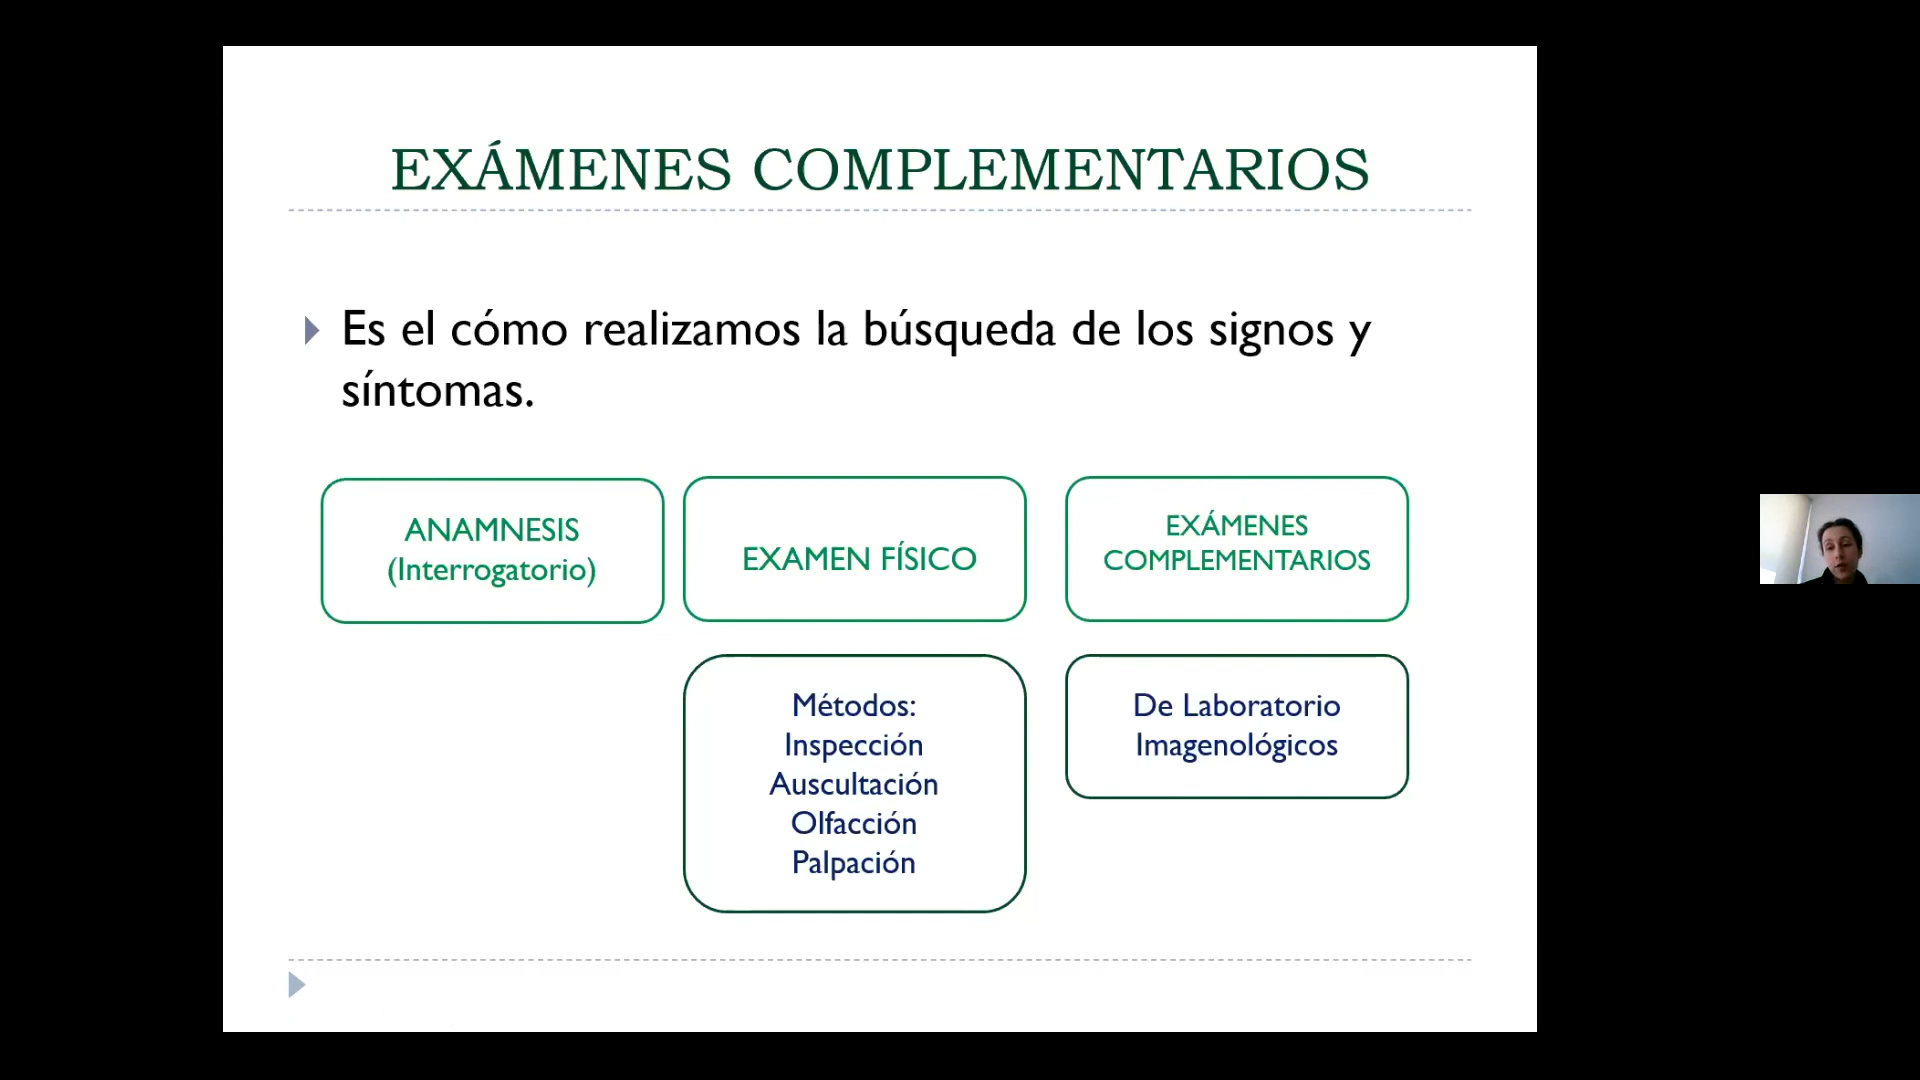 EXÁMENES COMPLEMENTARIOS
Es el cómo realizamos la búsqueda de los signos y
síntomas.
ANAMNESIS
(Interrogatorio)
EXAMEN FÍSICO
EXÁMENES
COMPLEMENTARIOS
Métodos:
Inspección
Auscultación
Olfacción
Palpación
De Laboratorio
Imagenológicos